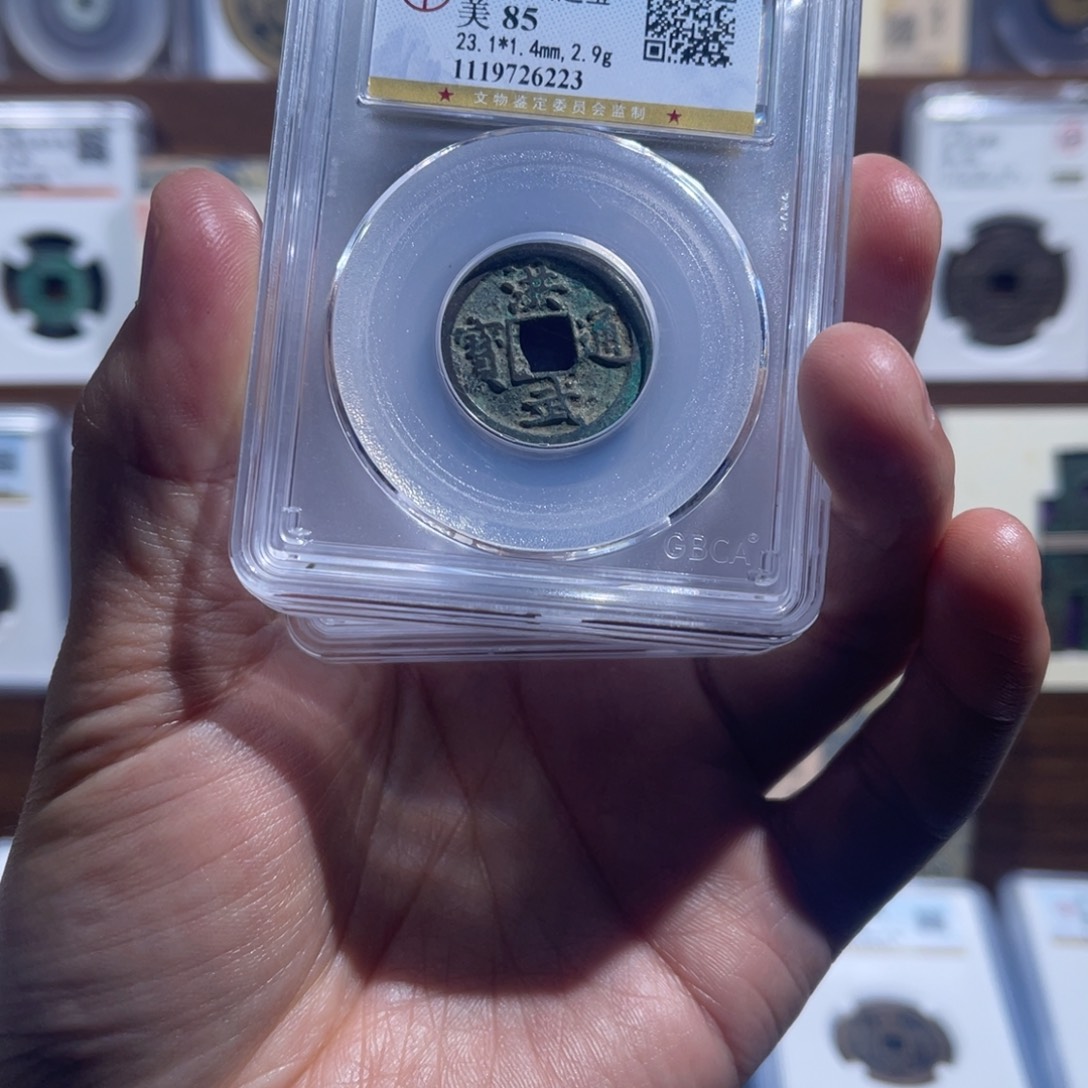 美 85
23.1*1.4mm,2.9g
1119726223
★ 文物鉴定委员会监制 ★
洪
寳 通
武
GBCA®